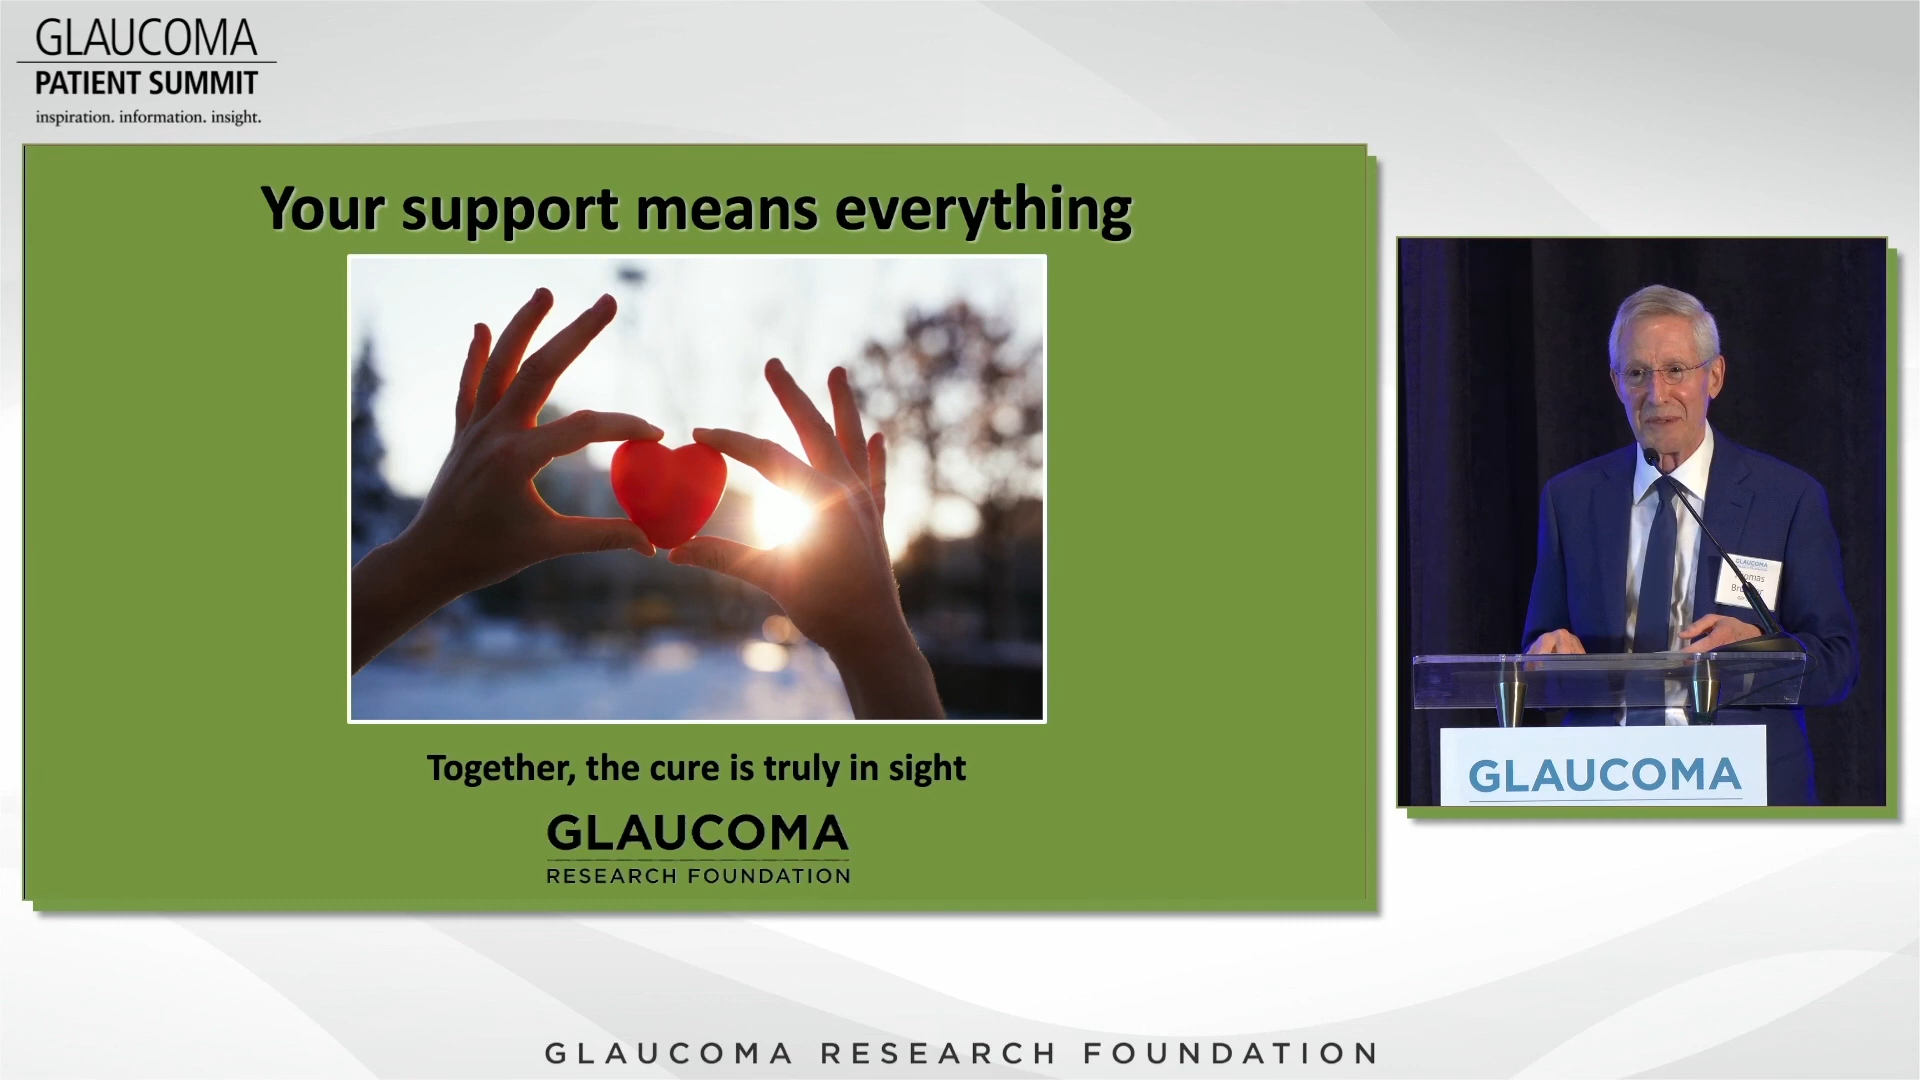 GLAUCOMA
PATIENT SUMMIT
inspiration. information. insight.
Your support means everything
Together, the cure is truly in sight
GLAUCOMA
RESEARCH FOUNDATION
GLAUCOMA
GLAUCOMA
GLAUCOMA RESEARCH FOUNDATION